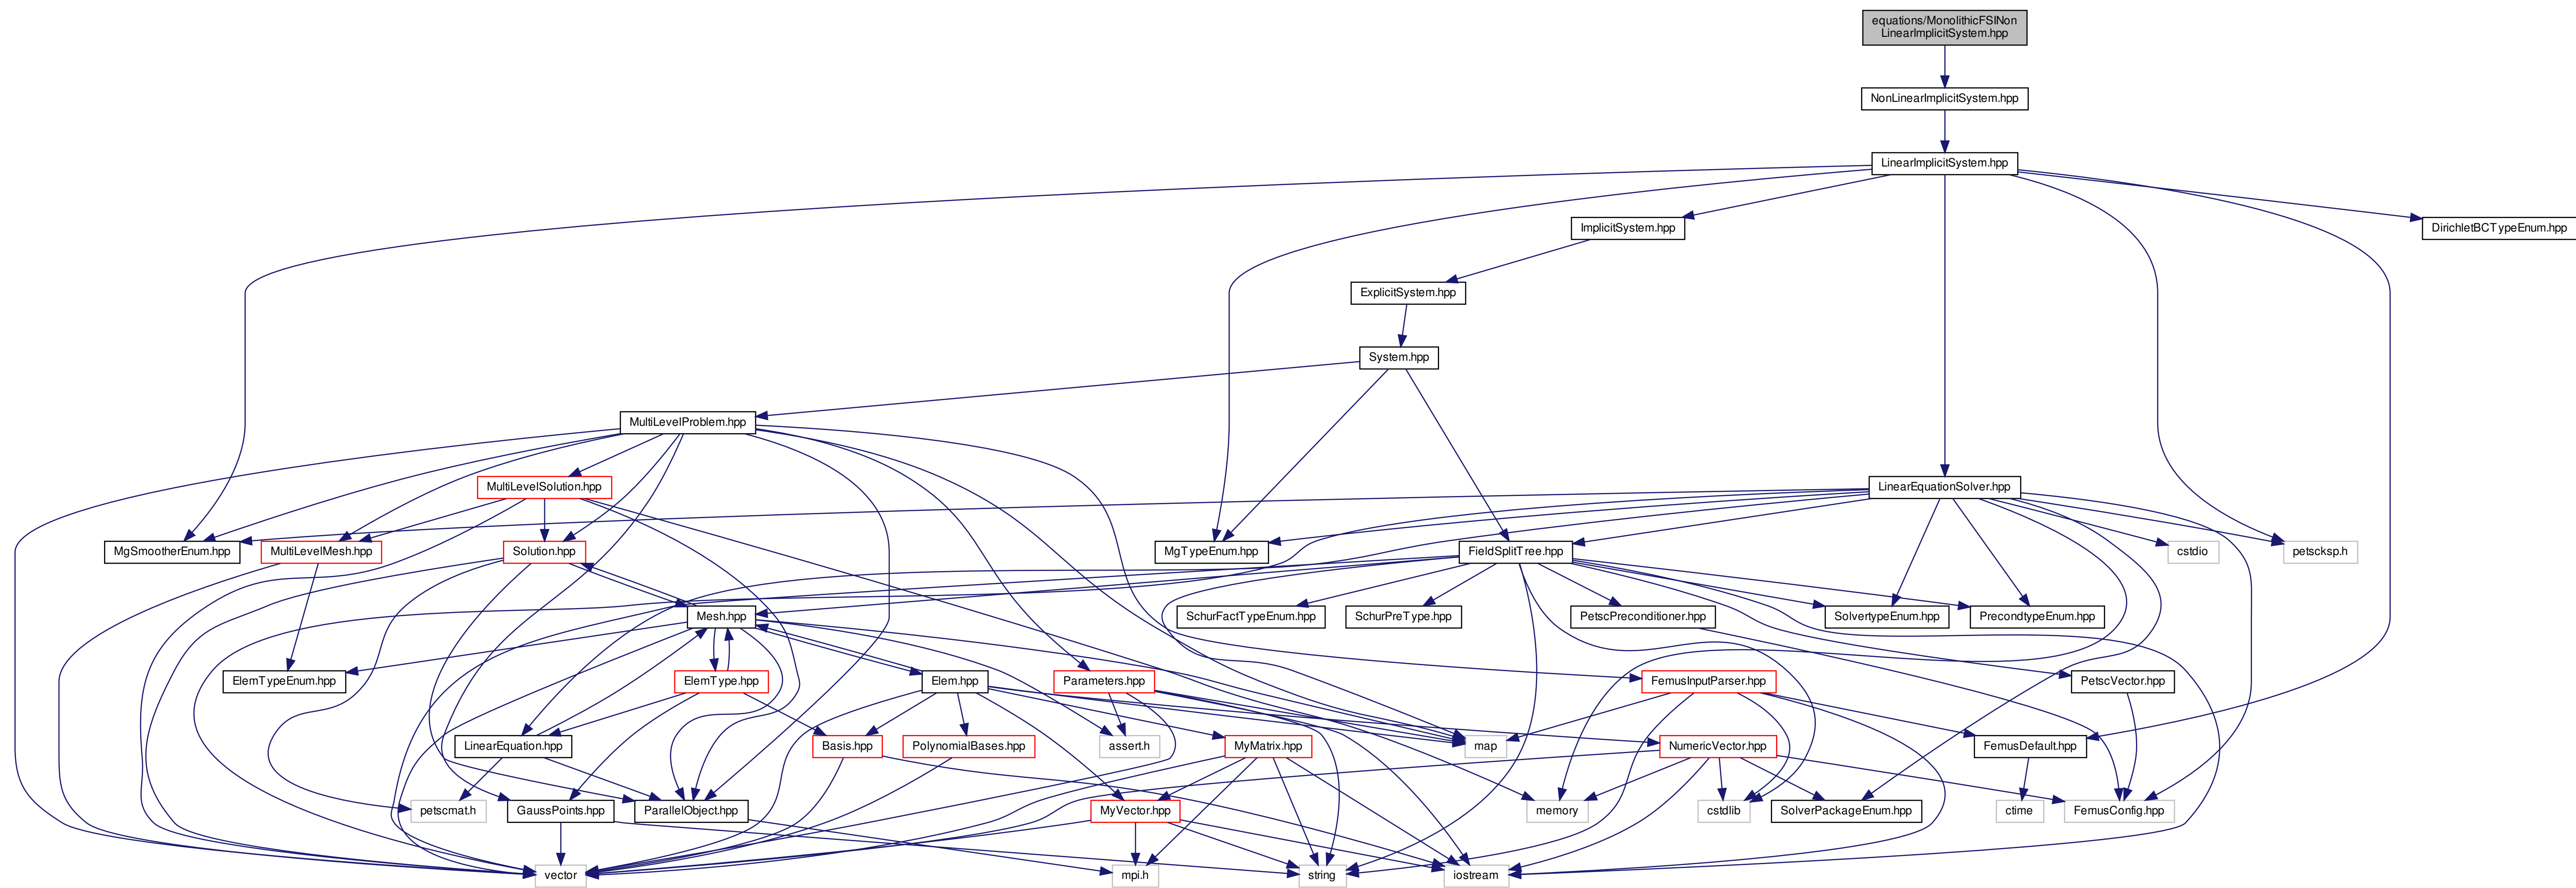 equations/MonolithicFSINon
LinearImplicitSystem.hpp
NonLinearImplicitSystem.hpp
LinearImplicitSystem.hpp
ImplicitSystem.hpp
DirichletBCTypeEnum.hpp
ExplicitSystem.hpp
System.hpp
MultiLevelProblem.hpp
MultiLevelSolution.hpp
LinearEquationSolver.hpp
MgSmootherEnum.hpp
MultiLevelMesh.hpp
Solution.hpp
MgTypeEnum.hpp
FieldSplitTree.hpp
cstdio
petscksp.h
Mesh.hpp
SchurFactTypeEnum.hpp
SchurPreType.hpp
PetscPreconditioner.hpp
SolvertypeEnum.hpp
PrecondtypeEnum.hpp
ElemTypeEnum.hpp
ElemType.hpp
Elem.hpp
Parameters.hpp
FemusInputParser.hpp
PetscVector.hpp
LinearEquation.hpp
Basis.hpp
PolynomialBases.hpp
assert.h
MyMatrix.hpp
map
NumericVector.hpp
FemusDefault.hpp
petscmat.h
GaussPoints.hpp
ParallelObject.hpp
MyVector.hpp
memory
cstdlib
SolverPackageEnum.hpp
ctime
FemusConfig.hpp
vector
mpi.h
string
iostream